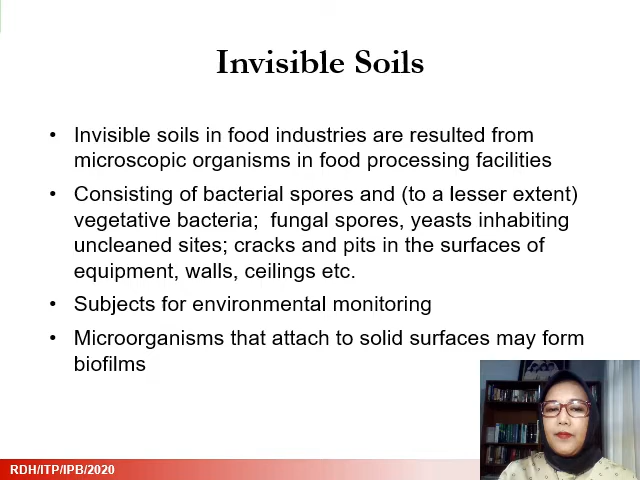 Invisible Soils
• Invisible soils in food industries are resulted from
microscopic organisms in food processing facilities
• Consisting of bacterial spores and (to a lesser extent)
vegetative bacteria;  fungal spores, yeasts inhabiting
uncleaned sites; cracks and pits in the surfaces of
equipment, walls, ceilings etc.
• Subjects for environmental monitoring
• Microorganisms that attach to solid surfaces may form
biofilms
RDH/ITP/IPB/2020